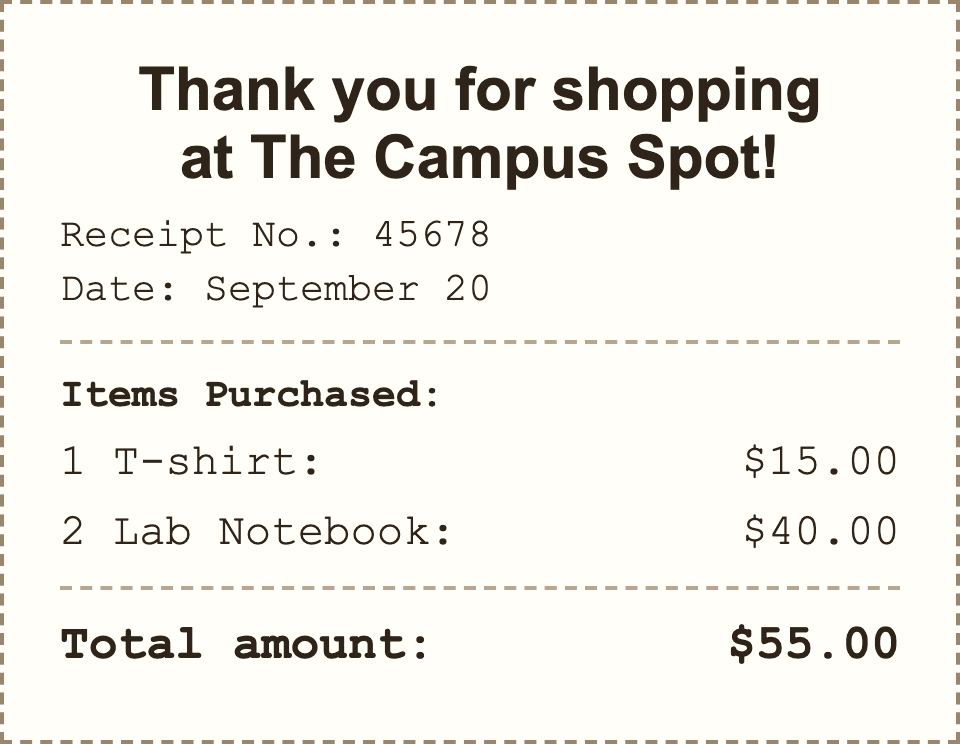 Thank you for shopping
at The Campus Spot!
Receipt No.: 45678
Date: September 20
Items Purchased:
1 T-shirt: $15.00
2 Lab Notebook: $40.00
Total amount: $55.00